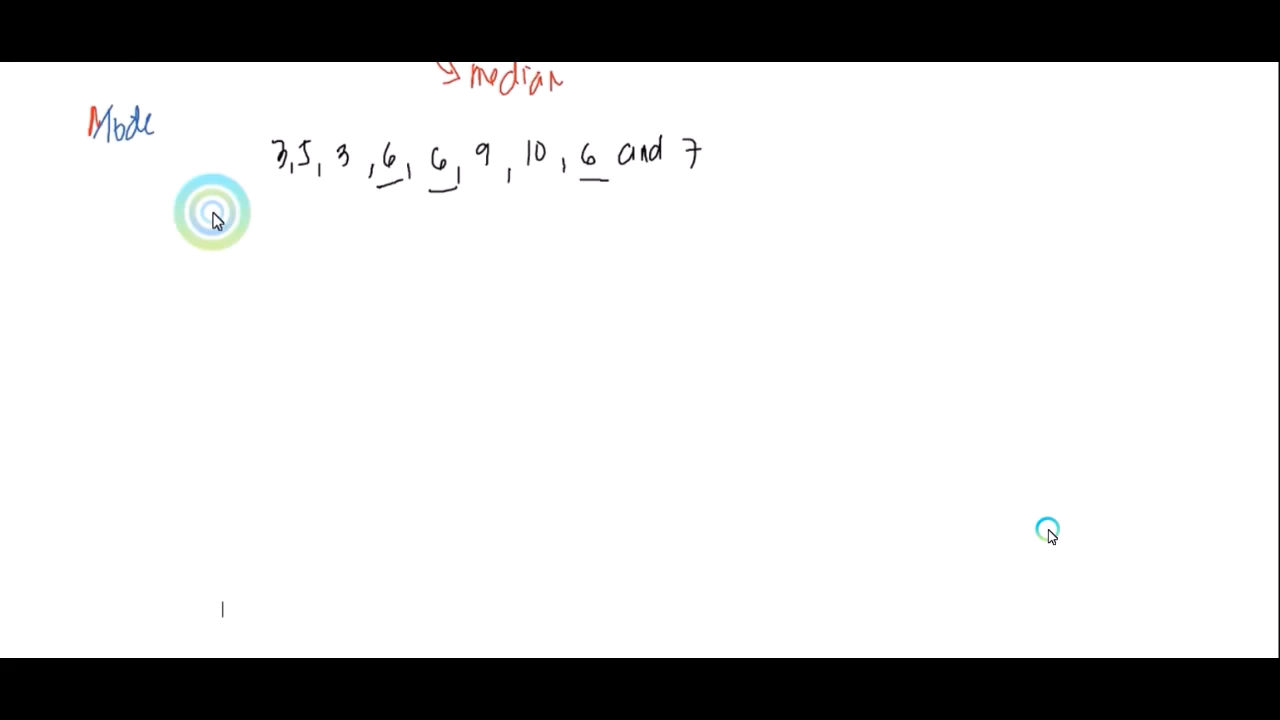 median
Mode
3, 5, 3, 6, 6, 9, 10, 6 and 7